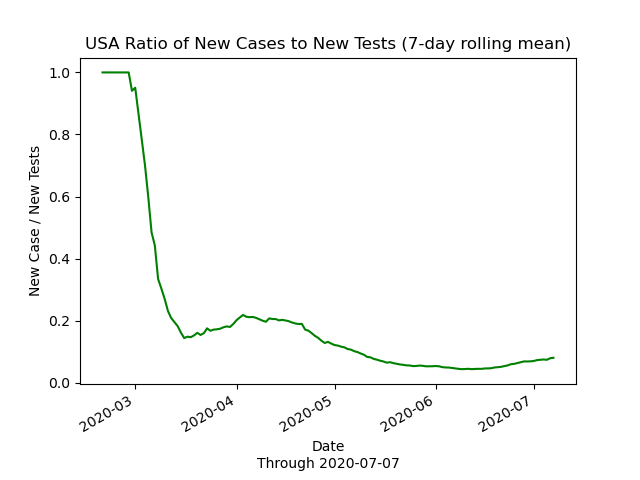 USA Ratio of New Cases to New Tests (7-day rolling mean)
New Case / New Tests
1.0
0.8
0.6
0.4
0.2
0.0
2020-03
2020-04
2020-05
2020-06
2020-07
Date
Through 2020-07-07